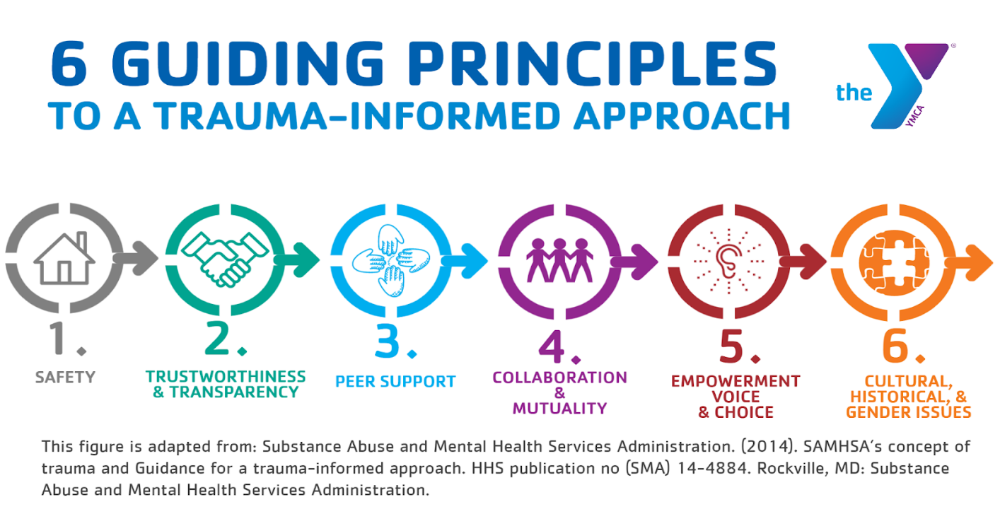 6 GUIDING PRINCIPLES
TO A TRAUMA-INFORMED APPROACH
the
YMCA
®
1.
SAFETY
2.
TRUSTWORTHINESS
& TRANSPARENCY
3.
PEER SUPPORT
4.
COLLABORATION
&
MUTUALITY
5.
EMPOWERMENT
VOICE
& CHOICE
6.
CULTURAL,
HISTORICAL, &
GENDER ISSUES
This figure is adapted from: Substance Abuse and Mental Health Services Administration. (2014). SAMHSA's concept of
trauma and Guidance for a trauma-informed approach. HHS publication no (SMA) 14-4884. Rockville, MD: Substance
Abuse and Mental Health Services Administration.